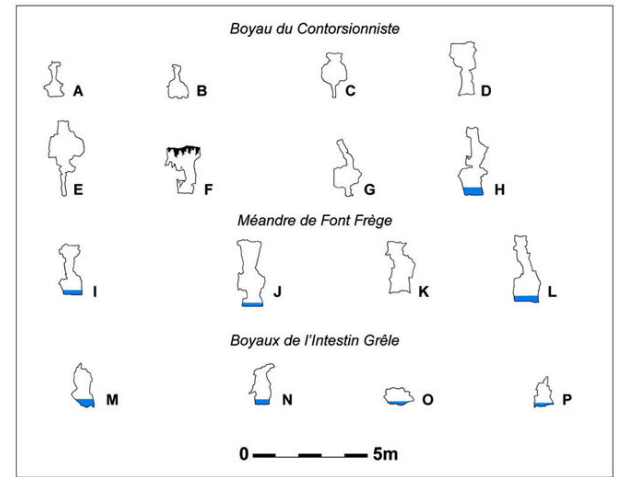 Boyau du Contorsionniste
A B C D
E F G H
Méandre de Font Frège
I J K L
Boyaux de l'Intestin Grêle
M N O P
0 5m